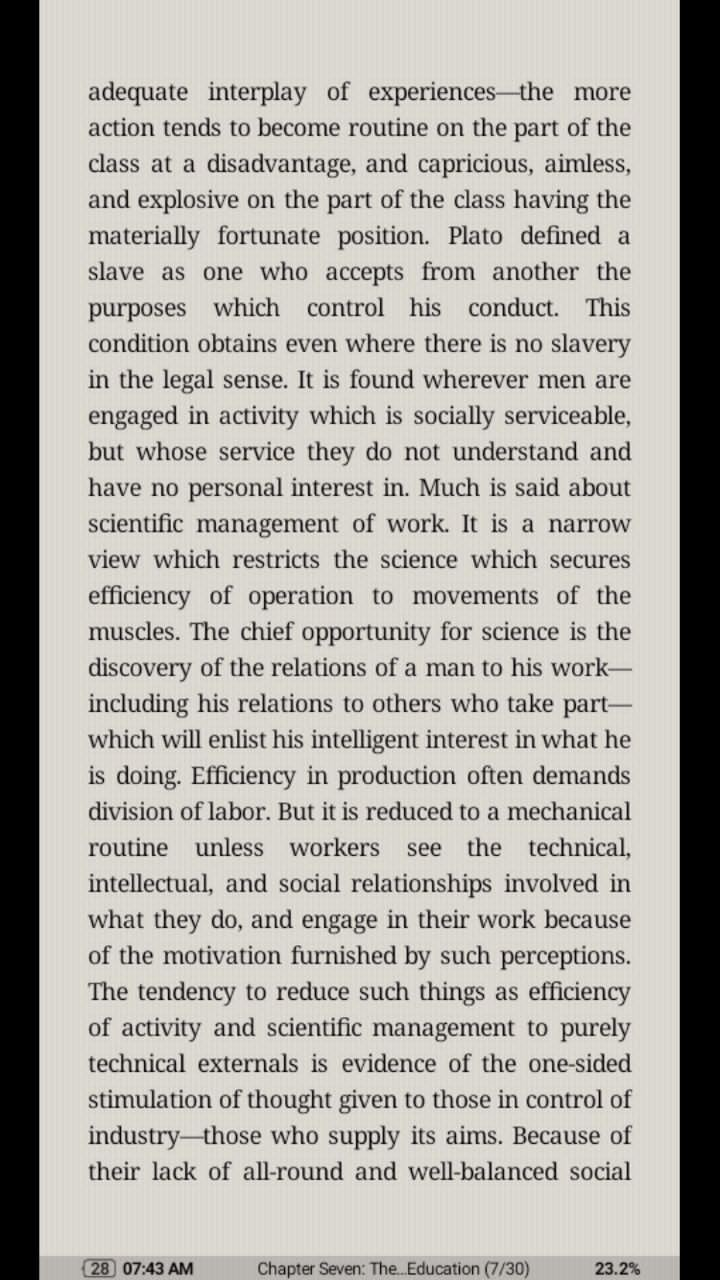 adequate interplay of experiences—the more
action tends to become routine on the part of the
class at a disadvantage, and capricious, aimless,
and explosive on the part of the class having the
materially fortunate position. Plato defined a
slave as one who accepts from another the
purposes which control his conduct. This
condition obtains even where there is no slavery
in the legal sense. It is found wherever men are
engaged in activity which is socially serviceable,
but whose service they do not understand and
have no personal interest in. Much is said about
scientific management of work. It is a narrow
view which restricts the science which secures
efficiency of operation to movements of the
muscles. The chief opportunity for science is the
discovery of the relations of a man to his work—
including his relations to others who take part—
which will enlist his intelligent interest in what he
is doing. Efficiency in production often demands
division of labor. But it is reduced to a mechanical
routine unless workers see the technical,
intellectual, and social relationships involved in
what they do, and engage in their work because
of the motivation furnished by such perceptions.
The tendency to reduce such things as efficiency
of activity and scientific management to purely
technical externals is evidence of the one-sided
stimulation of thought given to those in control of
industry—those who supply its aims. Because of
their lack of all-round and well-balanced social
28 07:43 AM Chapter Seven: The...Education (7/30) 23.2%